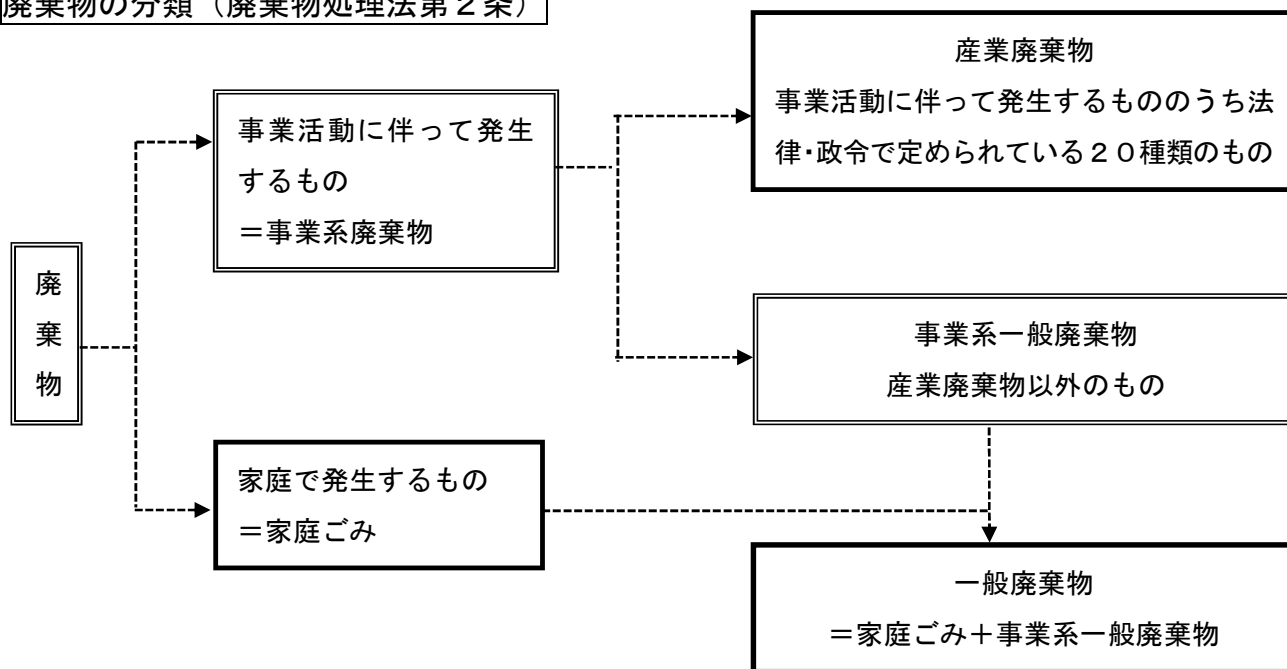 廃棄物の分類（廃棄物処理法第２条）
産業廃棄物
事業活動に伴って発生するもののうち法
律・政令で定められている２０種類のもの
事業活動に伴って発生
するもの
＝事業系廃棄物
廃棄物
事業系一般廃棄物
産業廃棄物以外のもの
家庭で発生するもの
＝家庭ごみ
一般廃棄物
＝家庭ごみ＋事業系一般廃棄物